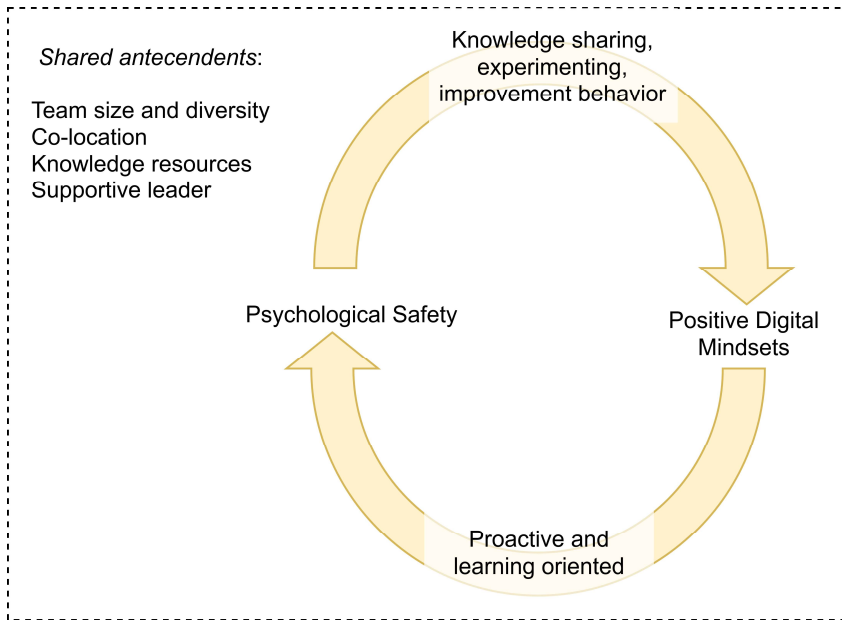 Shared antecendents:
Team size and diversity
Co-location
Knowledge resources
Supportive leader
Knowledge sharing,
experimenting,
improvement behavior
Psychological Safety
Positive Digital
Mindsets
Proactive and
learning oriented